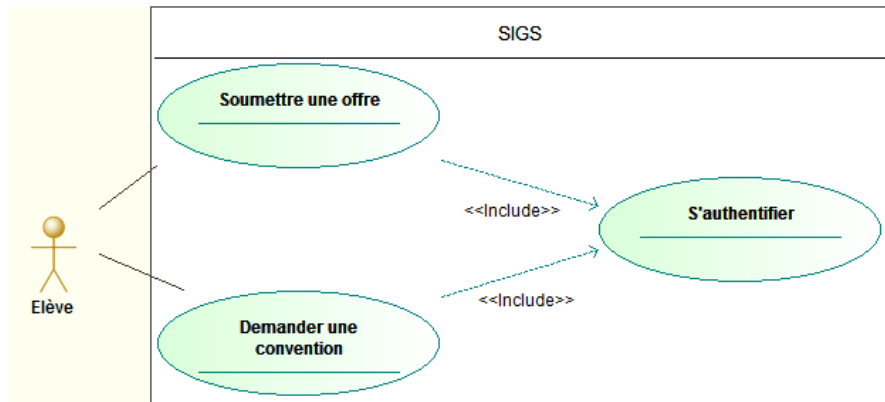 SIGS
Soumettre une offre
<<Include>>
S'authentifier
Elève
<<Include>>
Demander une
convention